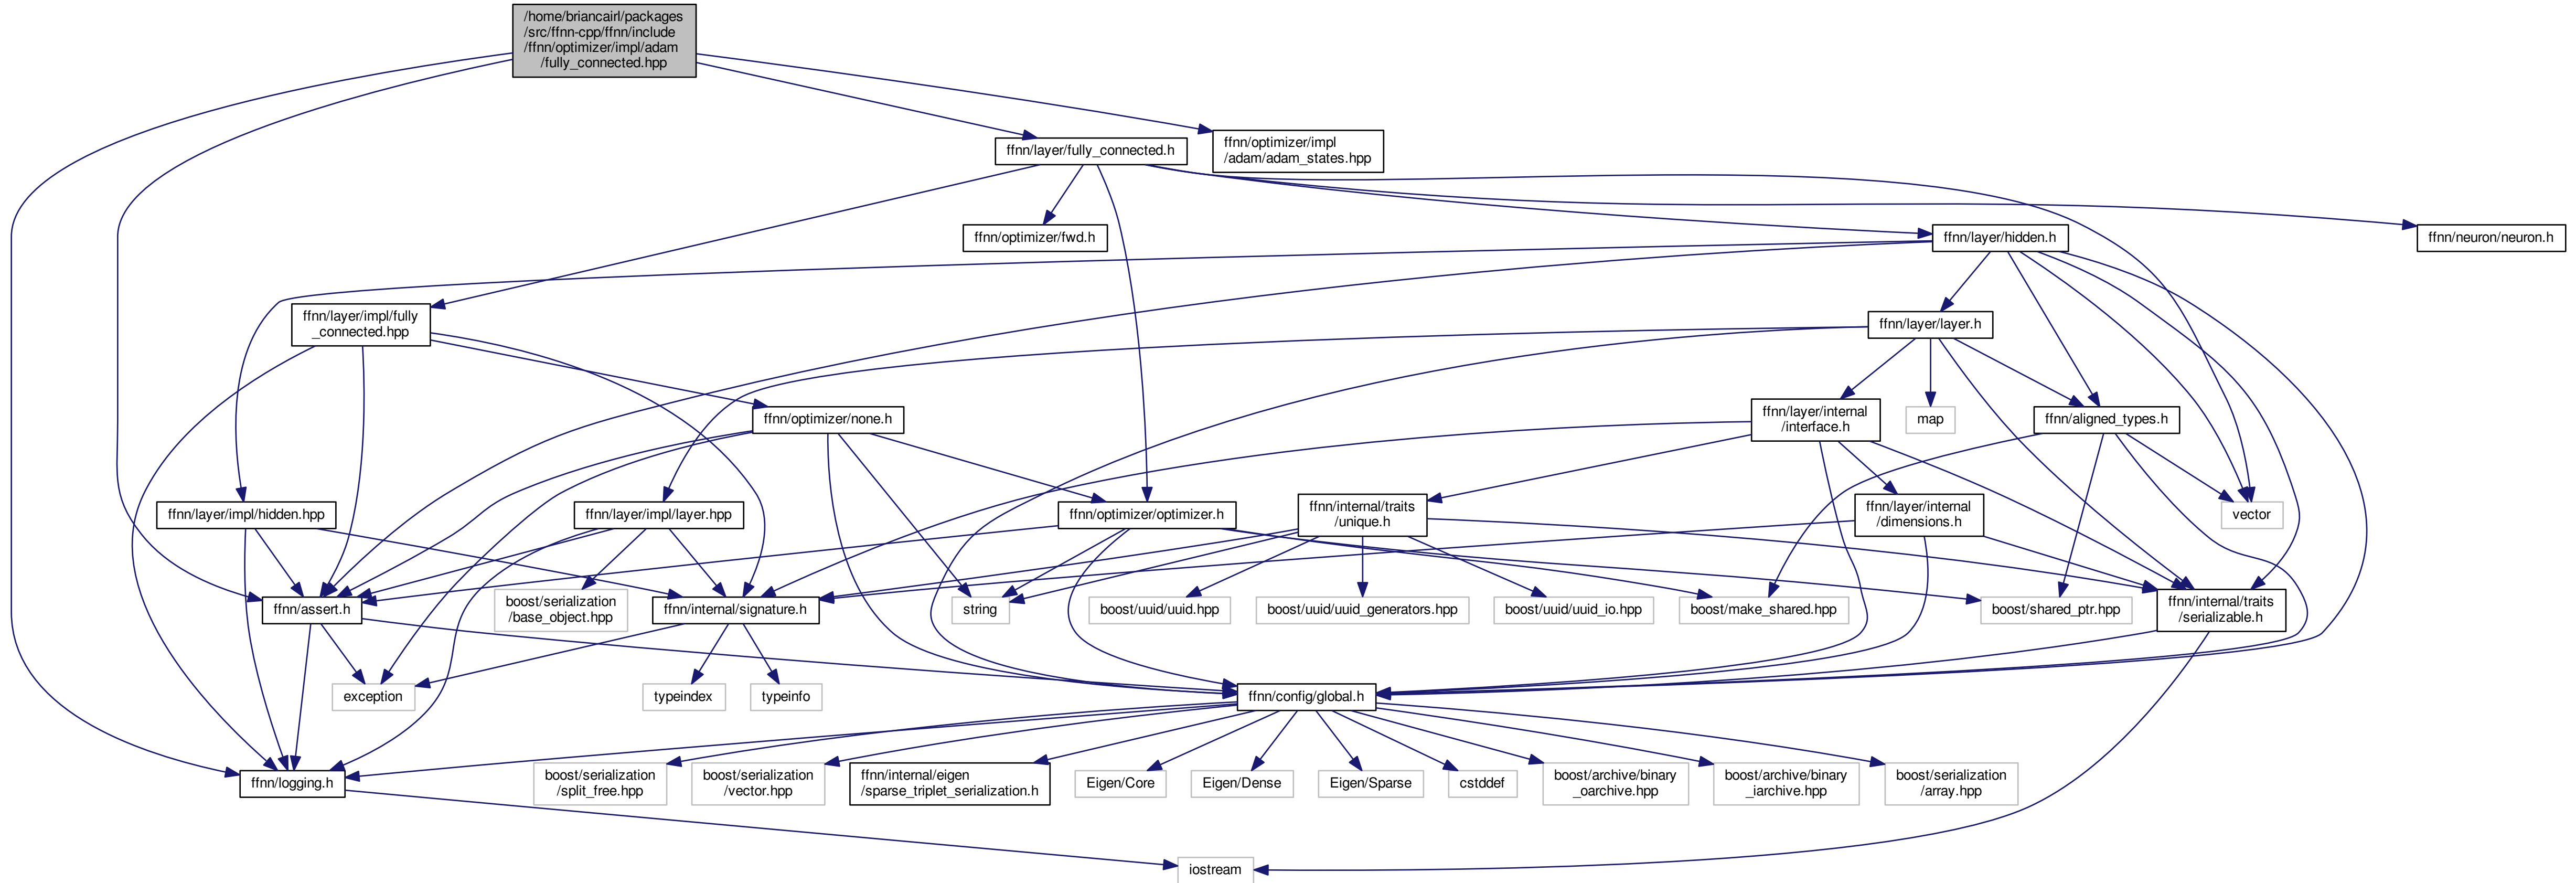 /home/briancairl/packages
/src/ffnn-cpp/ffnn/include
/ffnn/optimizer/impl/adam
/fully_connected.hpp
ffnn/layer/fully_connected.h
ffnn/optimizer/impl
/adam/adam_states.hpp
ffnn/optimizer/fwd.h
ffnn/layer/hidden.h
ffnn/neuron/neuron.h
ffnn/layer/impl/fully
_connected.hpp
ffnn/layer/layer.h
ffnn/optimizer/none.h
ffnn/layer/internal
/interface.h
map
ffnn/aligned_types.h
ffnn/layer/impl/hidden.hpp
ffnn/layer/impl/layer.hpp
ffnn/optimizer/optimizer.h
ffnn/internal/traits
/unique.h
ffnn/layer/internal
/dimensions.h
vector
ffnn/assert.h
boost/serialization
/base_object.hpp
ffnn/internal/signature.h
string
boost/uuid/uuid.hpp
boost/uuid/uuid_generators.hpp
boost/uuid/uuid_io.hpp
boost/make_shared.hpp
boost/shared_ptr.hpp
ffnn/internal/traits
/serializable.h
exception
typeindex
typeinfo
ffnn/config/global.h
ffnn/logging.h
boost/serialization
/split_free.hpp
boost/serialization
/vector.hpp
ffnn/internal/eigen
/sparse_triplet_serialization.h
Eigen/Core
Eigen/Dense
Eigen/Sparse
cstddef
boost/archive/binary
_oarchive.hpp
boost/archive/binary
_iarchive.hpp
boost/serialization
/array.hpp
iostream